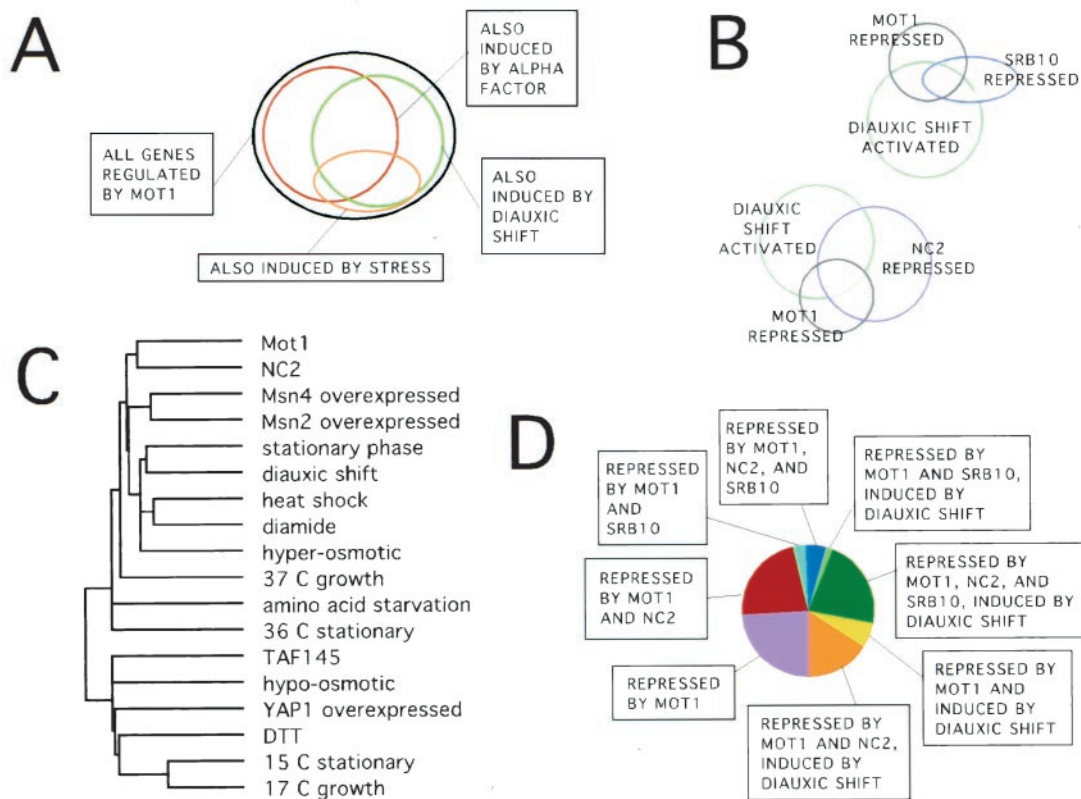 A
ALSO
INDUCED
BY ALPHA
FACTOR
ALL GENES
REGULATED
BY MOT1
ALSO
INDUCED BY
DIAUXIC
SHIFT
ALSO INDUCED BY STRESS
B
MOT1
REPRESSED
SRB10
REPRESSED
DIAUXIC SHIFT
ACTIVATED
DIAUXIC
SHIFT
ACTIVATED
NC2
REPRESSED
MOT1
REPRESSED
C
Mot1
NC2
Msn4 overexpressed
Msn2 overexpressed
stationary phase
diauxic shift
heat shock
diamide
hyper-osmotic
37 C growth
amino acid starvation
36 C stationary
TAF145
hypo-osmotic
YAP1 overexpressed
DTT
15 C stationary
17 C growth
D
REPRESSED
BY MOT1
AND
SRB10
REPRESSED
BY MOT1,
NC2, AND
SRB10
REPRESSED BY
MOT1 AND SRB10,
INDUCED BY
DIAUXIC SHIFT
REPRESSED
BY MOT1
AND NC2
REPRESSED BY
MOT1, NC2, AND
SRB10, INDUCED BY
DIAUXIC SHIFT
REPRESSED
BY MOT1
REPRESSED BY
MOT1 AND NC2,
INDUCED BY
DIAUXIC SHIFT
REPRESSED BY
MOT1 AND
INDUCED BY
DIAUXIC SHIFT